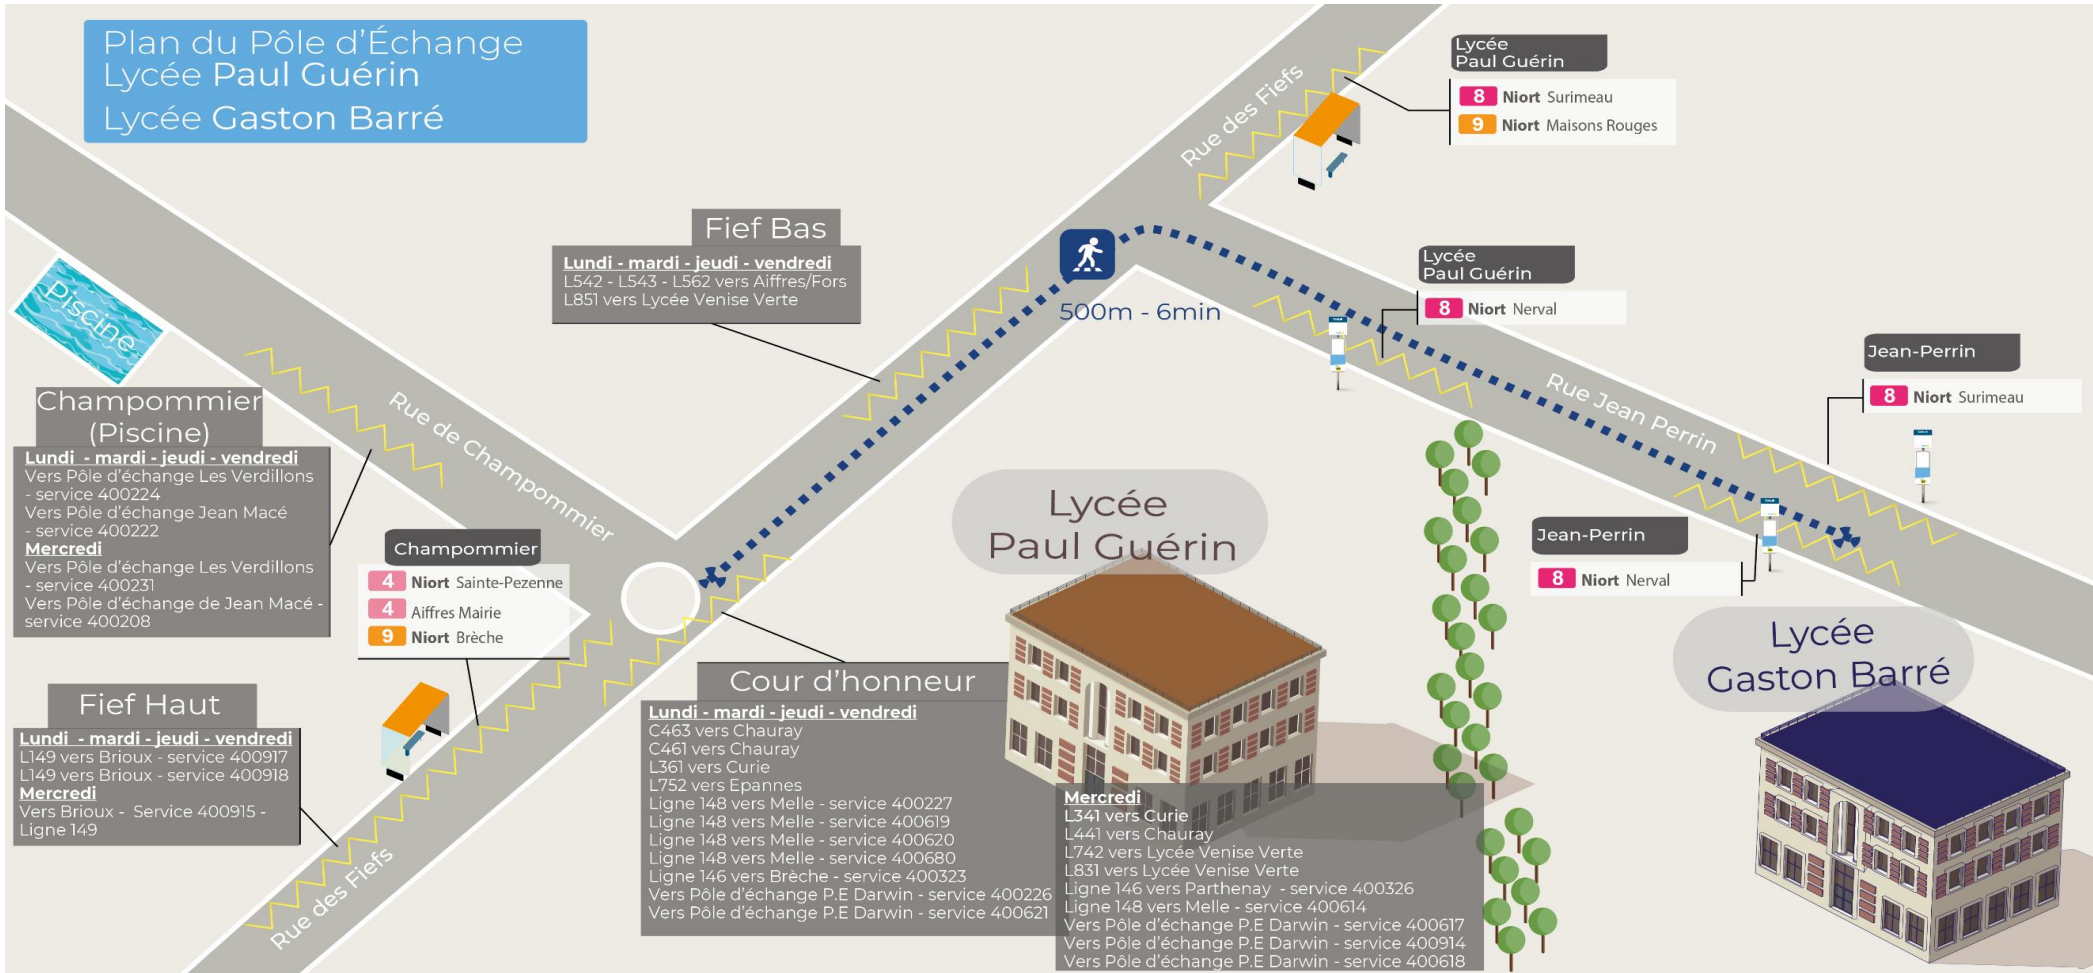 Plan du Pôle d'Échange
Lycée Paul Guérin
Lycée Gaston Barré
Rue des Fiefs
Lycée
Paul Guérin
8 Niort Surimeau
9 Niort Maisons Rouges
Fief Bas
Lundi - mardi - jeudi - vendredi
L542 - L543 - L562 vers Aiffres/Fors
L851 vers Lycée Venise Verte
500m - 6min
Lycée
Paul Guérin
8 Niort Nerval
Rue Jean Perrin
Jean-Perrin
8 Niort Surimeau
Jean-Perrin
8 Niort Nerval
Piscine
Rue de Champommier
Champommier
(Piscine)
Lundi - mardi - jeudi - vendredi
Vers Pôle d'échange Les Verdillons
- service 400224
Vers Pôle d'échange Jean Macé
- service 400222
Mercredi
Vers Pôle d'échange Les Verdillons
- service 400231
Vers Pôle d'échange de Jean Macé -
service 400208
Champommier
4 Niort Sainte-Pezenne
4 Aiffres Mairie
9 Niort Brèche
Lycée
Paul Guérin
Lycée
Gaston Barré
Fief Haut
Lundi - mardi - jeudi - vendredi
L149 vers Brioux - service 400917
L149 vers Brioux - service 400918
Mercredi
Vers Brioux - Service 400915 -
Ligne 149
Rue des Fiefs
Cour d'honneur
Lundi - mardi - jeudi - vendredi
C463 vers Chauray
C461 vers Chauray
L361 vers Curie
L752 vers Epannes
Ligne 148 vers Melle - service 400227
Ligne 148 vers Melle - service 400619
Ligne 148 vers Melle - service 400620
Ligne 148 vers Melle - service 400680
Ligne 146 vers Brèche - service 400323
Vers Pôle d'échange P.E Darwin - service 400226
Vers Pôle d'échange P.E Darwin - service 400621
Mercredi
L341 vers Curie
L441 vers Chauray
L742 vers Lycée Venise Verte
L831 vers Lycée Venise Verte
Ligne 146 vers Parthenay - service 400326
Ligne 148 vers Melle - service 400614
Vers Pôle d'échange P.E Darwin - service 400617
Vers Pôle d'échange P.E Darwin - service 400914
Vers Pôle d'échange P.E Darwin - service 400618